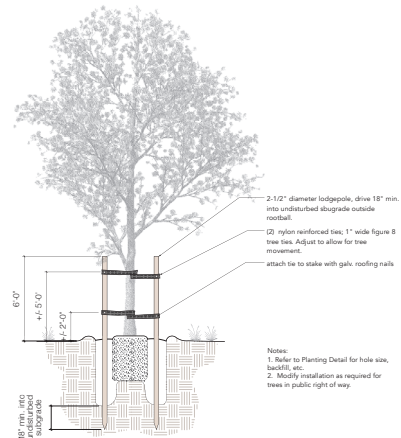 2-1/2" diameter lodgepole, drive 18" min.
into undisturbed sbugrade outside
rootball.
(2) nylon reinforced ties; 1" wide figure 8
tree ties. Adjust to allow for tree
movement.
attach tie to stake with galv. roofing nails
6'-0"
+/- 5'-0'
+/- 2'-0"
Notes:
1. Refer to Planting Detail for hole size,
backfill, etc.
2. Modify installation as required for
trees in public right of way.
18" min. into
undisturbed
subgrade